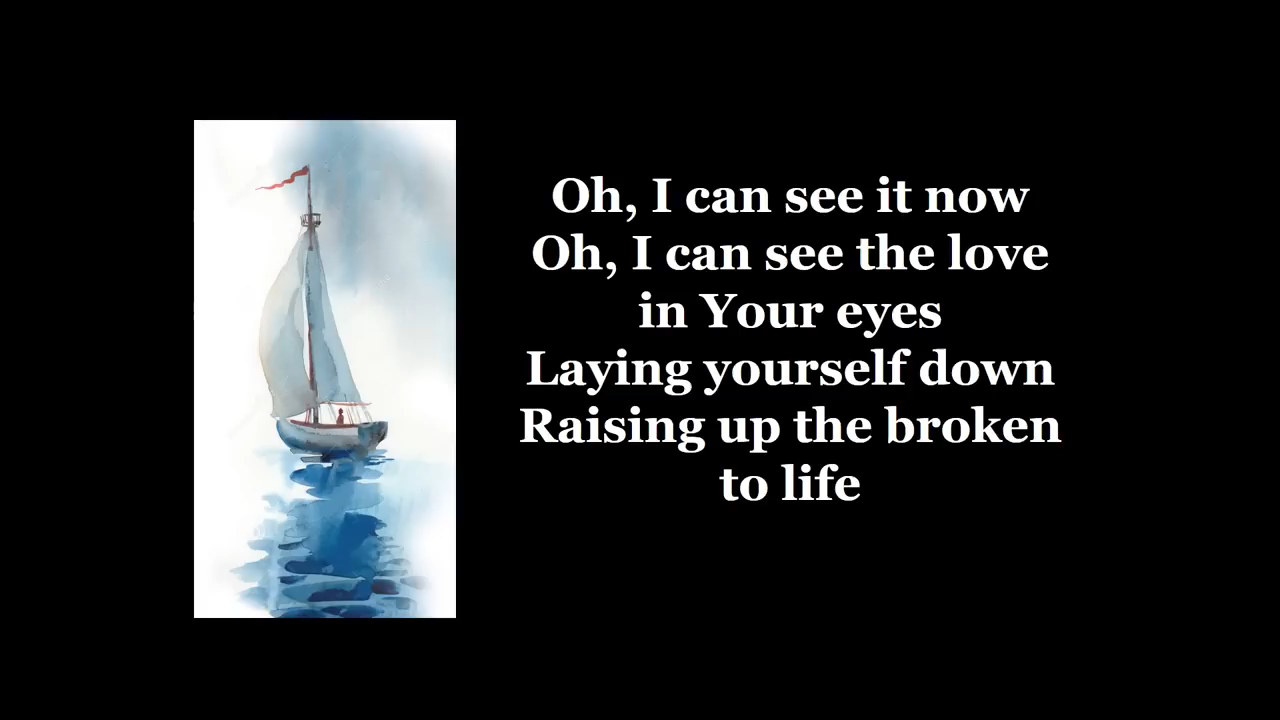 Oh, I can see it now
Oh, I can see the love
in Your eyes
Laying yourself down
Raising up the broken
to life